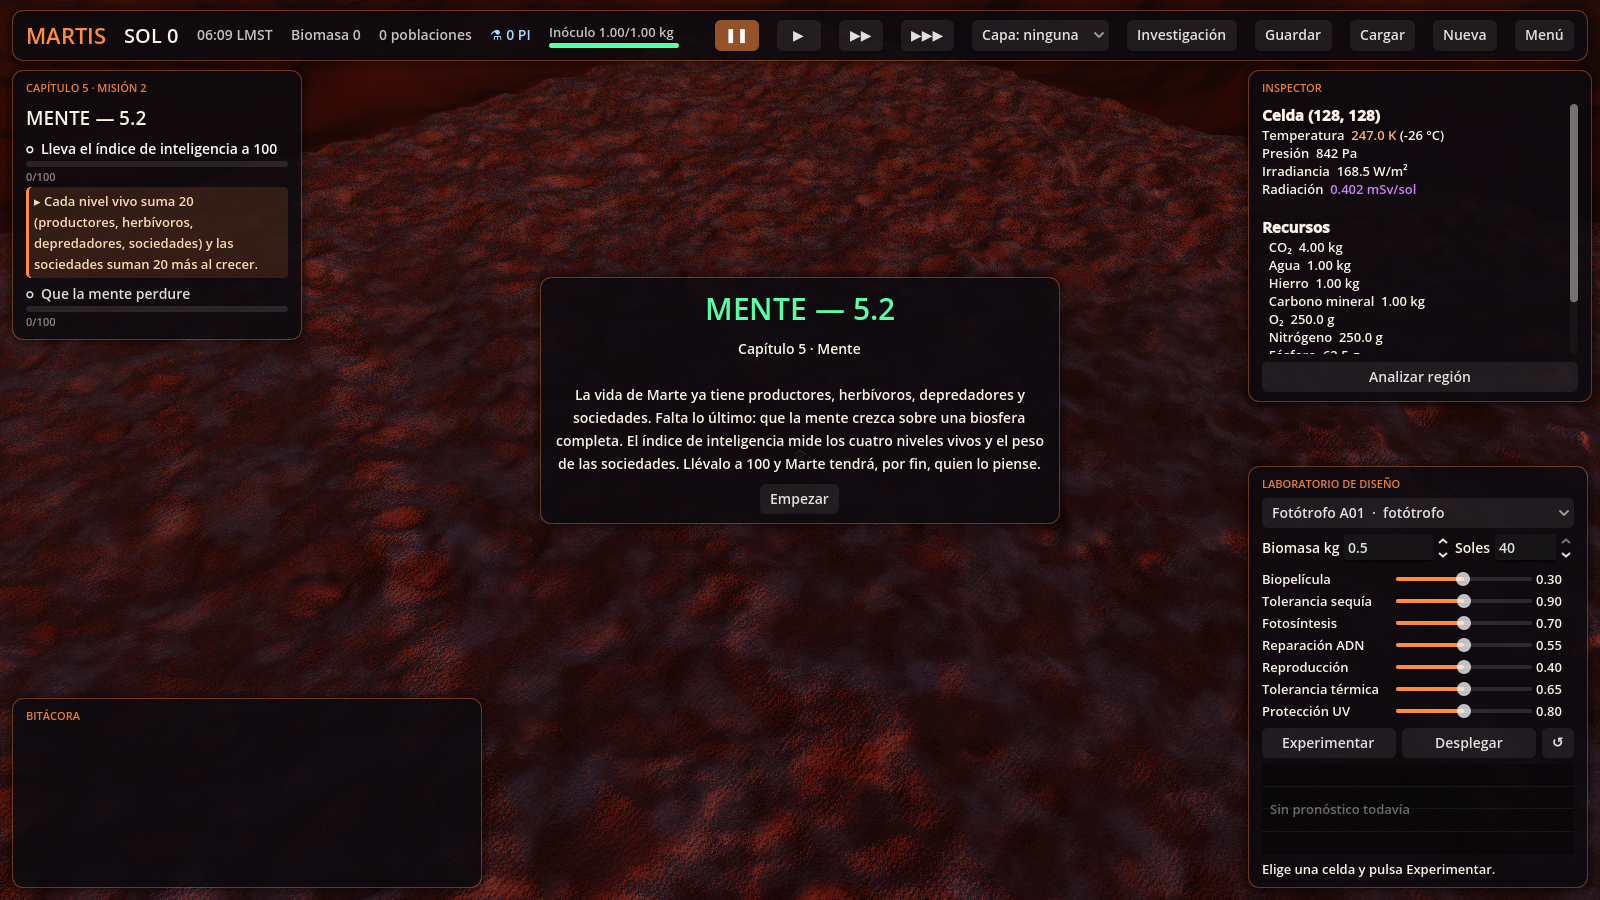 MARTIS SOL 0 06:09 LMST Biomasa 0 0 poblaciones ⚗ 0 PI Inóculo 1.00/1.00 kg Capa: ninguna Investigación Guardar Cargar Nueva Menú
CAPÍTULO 5 · MISIÓN 2
MENTE — 5.2
Lleva el índice de inteligencia a 100
0/100
▸ Cada nivel vivo suma 20
(productores, herbívoros,
depredadores, sociedades) y las
sociedades suman 20 más al crecer.
Que la mente perdure
0/100
MENTE — 5.2
Capítulo 5 · Mente
La vida de Marte ya tiene productores, herbívoros, depredadores y
sociedades. Falta lo último: que la mente crezca sobre una biosfera
completa. El índice de inteligencia mide los cuatro niveles vivos y el peso
de las sociedades. Llévalo a 100 y Marte tendrá, por fin, quien lo piense.
Empezar
INSPECTOR
Celda (128, 128)
Temperatura 247.0 K (-26 °C)
Presión 842 Pa
Irradiancia 168.5 W/m²
Radiación 0.402 mSv/sol
Recursos
CO₂ 4.00 kg
Agua 1.00 kg
Hierro 1.00 kg
Carbono mineral 1.00 kg
O₂ 250.0 g
Nitrógeno 250.0 g
Fósforo 62.5 g
Analizar región
LABORATORIO DE DISEÑO
Fotótrofo A01 · fotótrofo
Biomasa kg 0.5 Soles 40
Biopelícula 0.30
Tolerancia sequía 0.90
Fotosíntesis 0.70
Reparación ADN 0.55
Reproducción 0.40
Tolerancia térmica 0.65
Protección UV 0.80
Experimentar Desplegar ↺
Sin pronóstico todavía
Elige una celda y pulsa Experimentar.
BITÁCORA